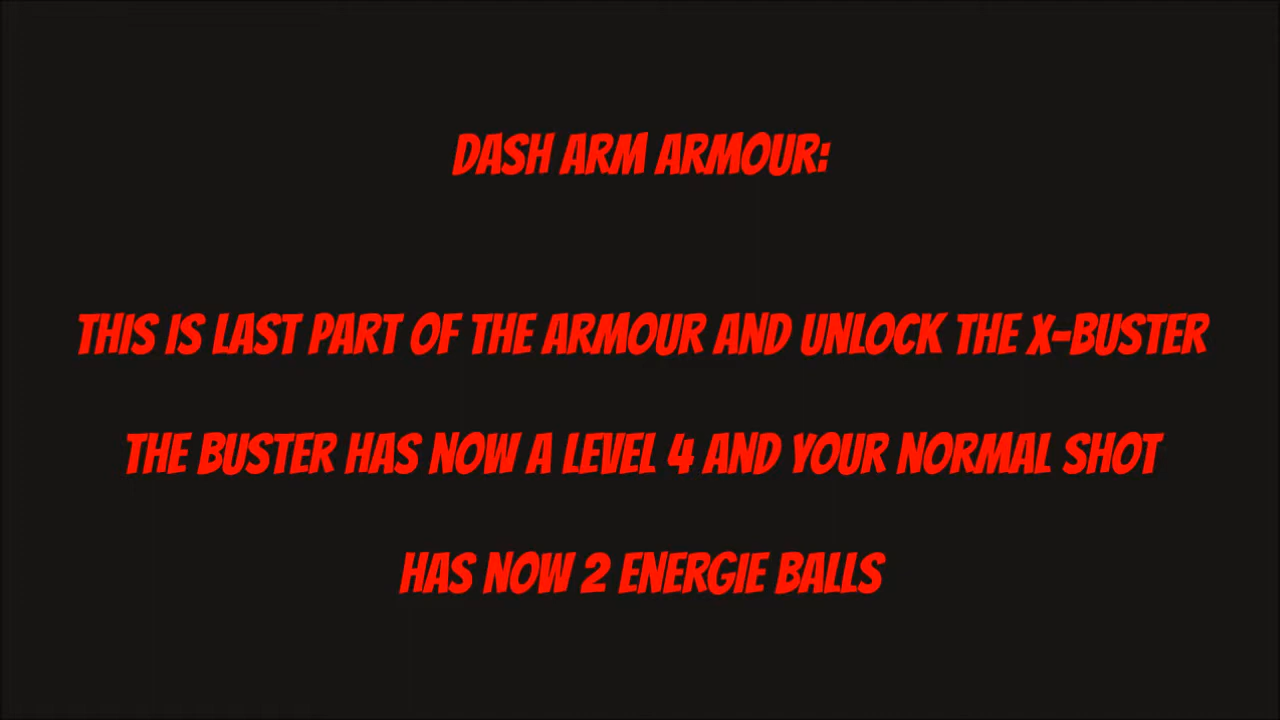 DASH ARM ARMOUR:
THIS IS LAST PART OF THE ARMOUR AND UNLOCK THE X-BUSTER
THE BUSTER HAS NOW A LEVEL 4 AND YOUR NORMAL SHOT
HAS NOW 2 ENERGIE BALLS